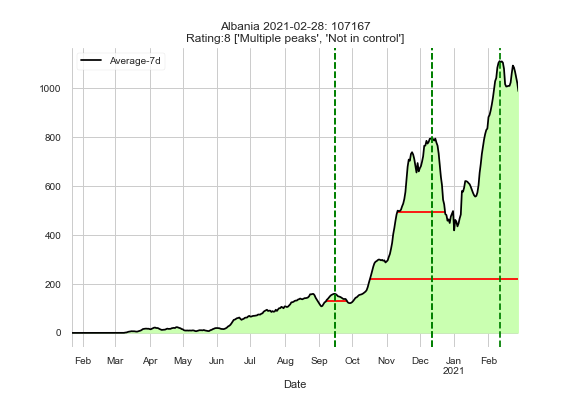 Albania 2021-02-28: 107167
Rating:8 ['Multiple peaks', 'Not in control']
Average-7d
1000
800
600
400
200
0
Feb Mar Apr May Jun Jul Aug Sep Oct Nov Dec Jan Feb
2021
Date